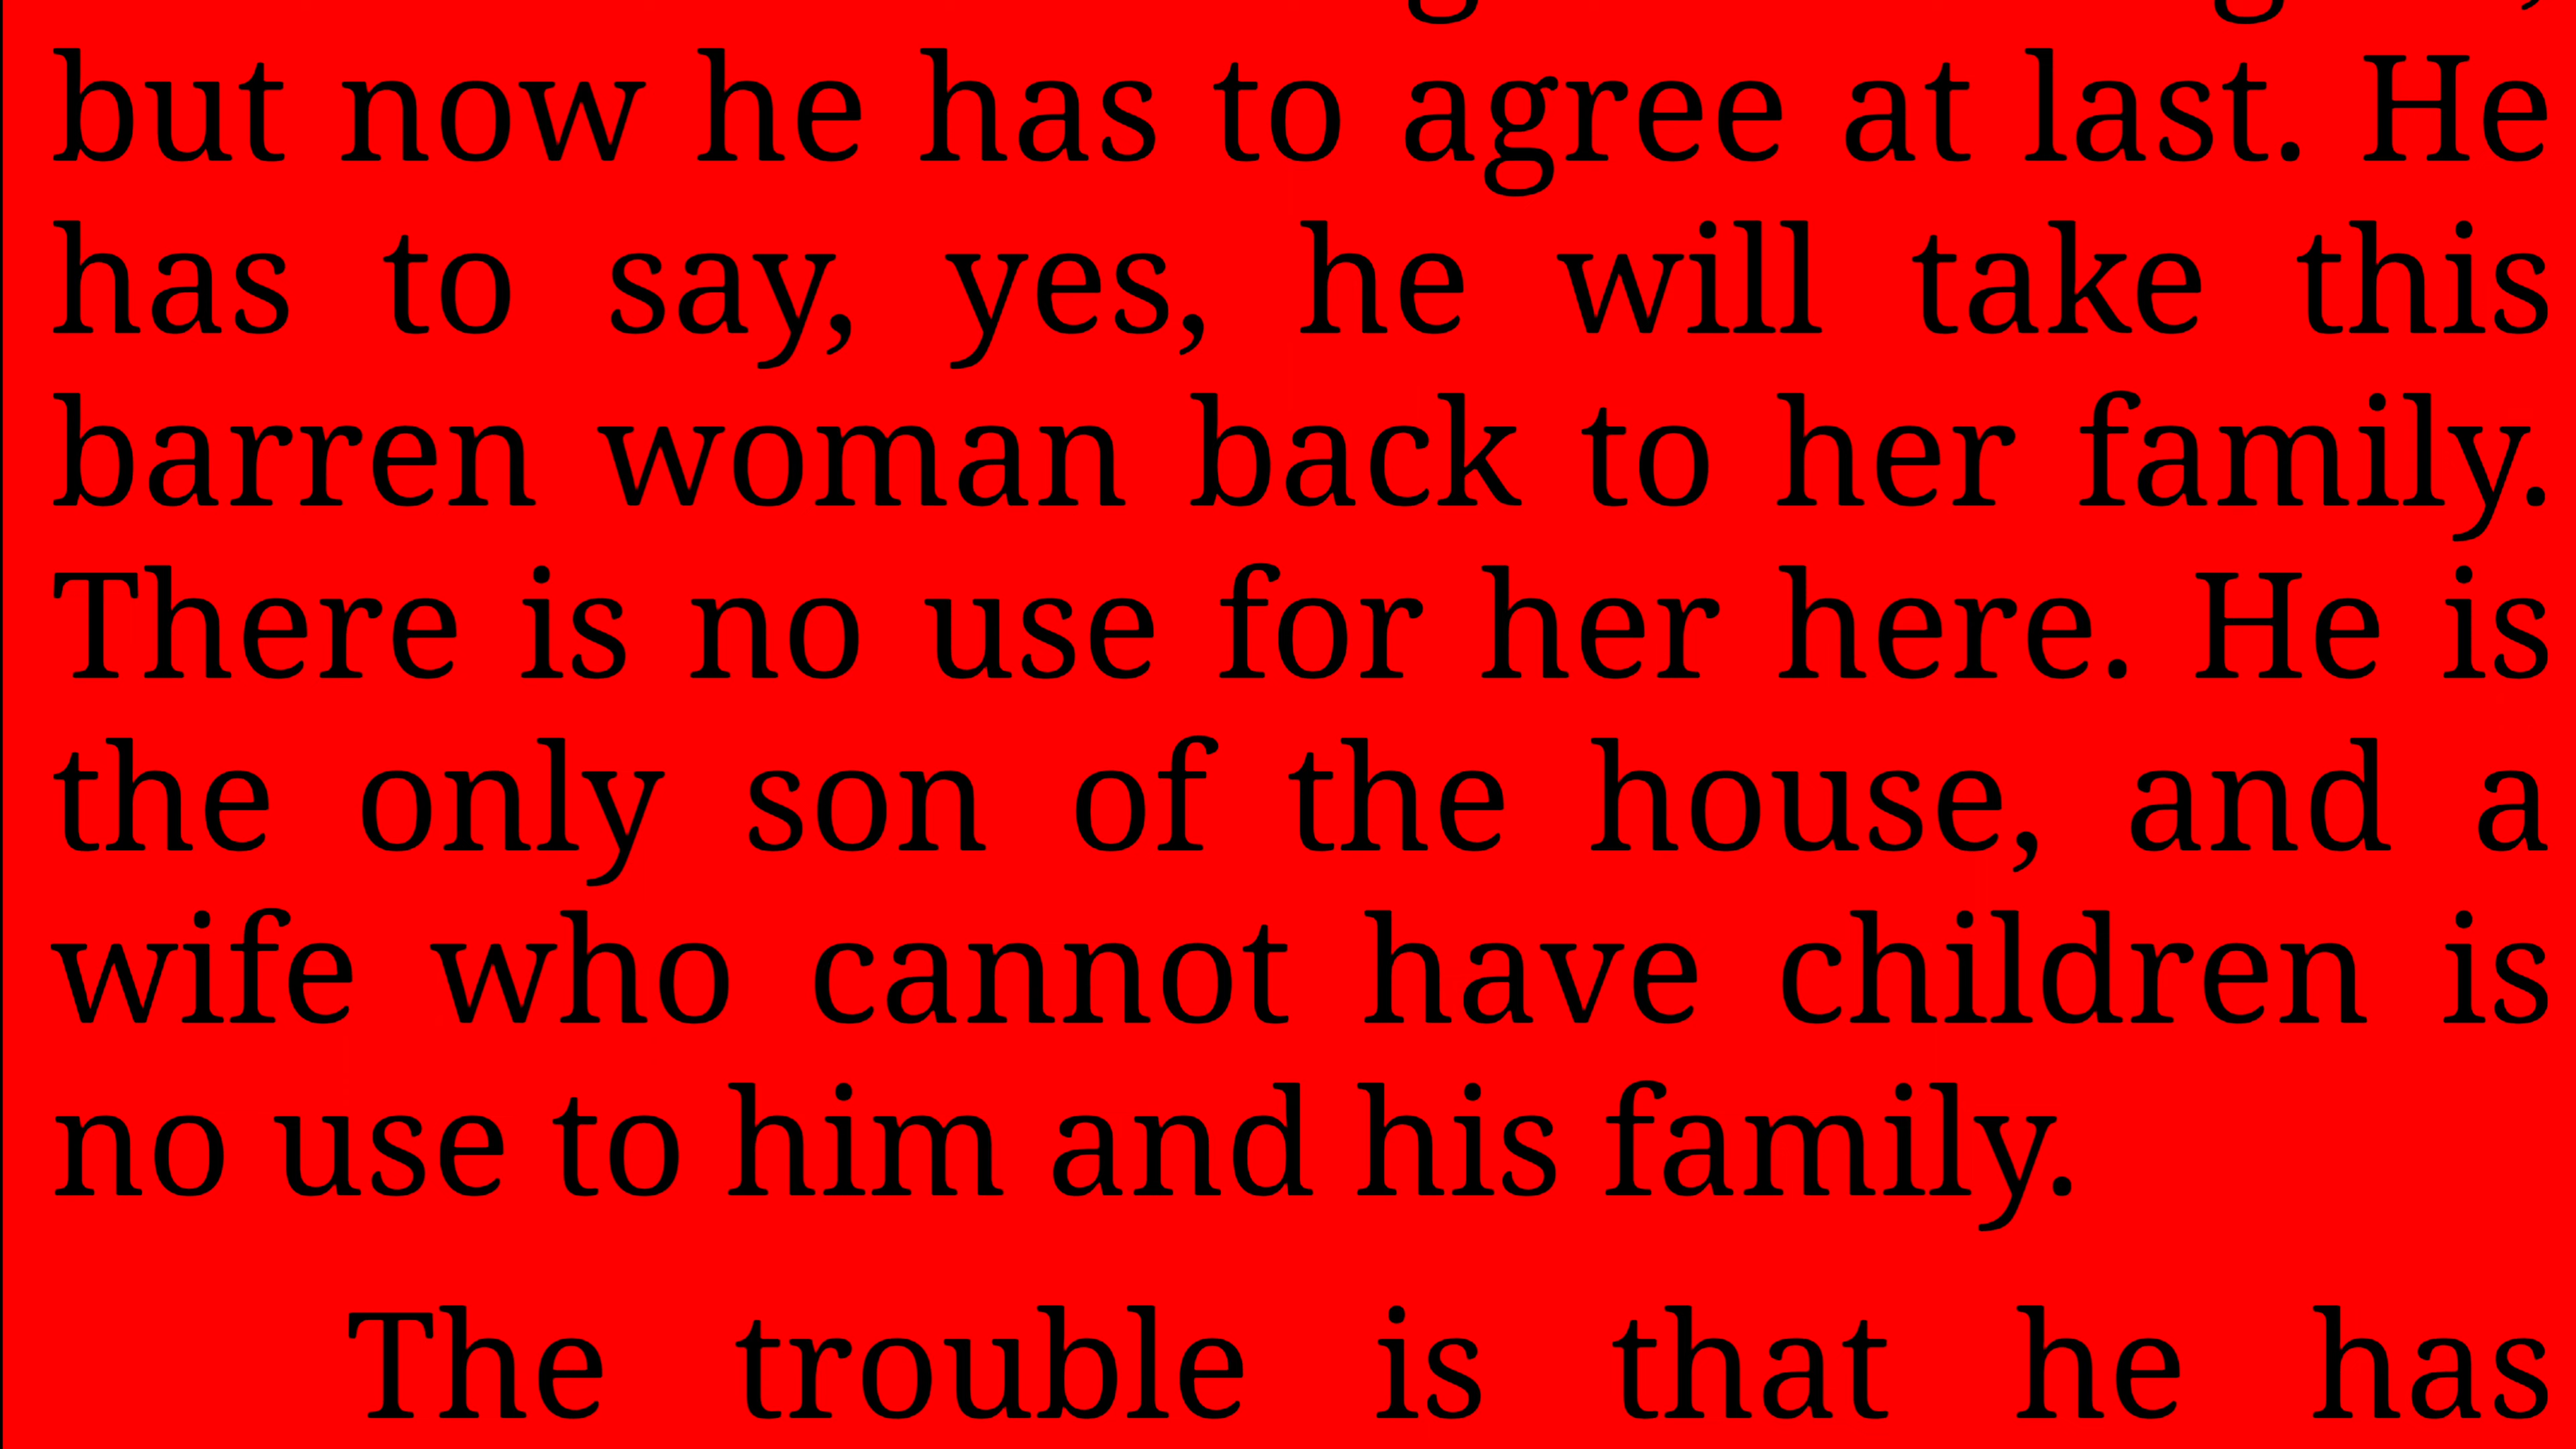 but now he has to agree at last. He
has to say, yes, he will take this
barren woman back to her family.
There is no use for her here. He is
the only son of the house, and a
wife who cannot have children is
no use to him and his family.
The trouble is that he has